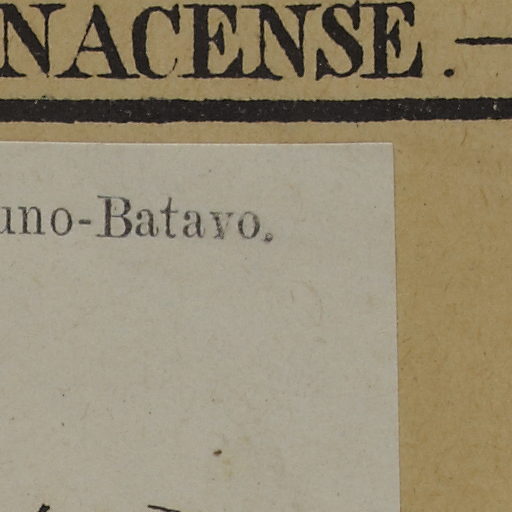 NACENSE. —
uno-Batavo.